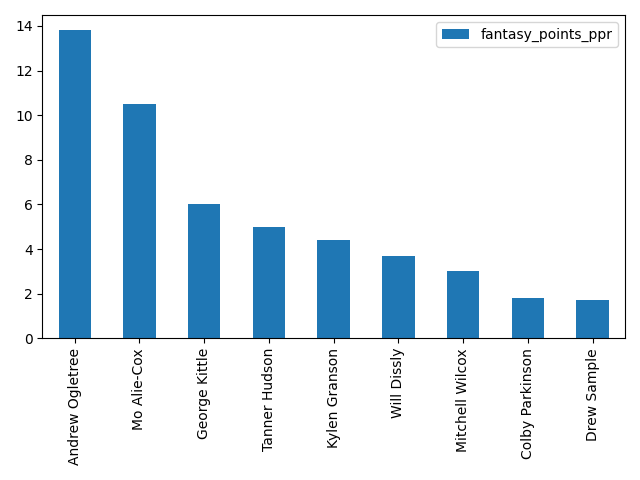 fantasy_points_ppr
14
12
10
8
6
4
2
0
Andrew Ogletree
Mo Alie-Cox
George Kittle
Tanner Hudson
Kylen Granson
Will Dissly
Mitchell Wilcox
Colby Parkinson
Drew Sample